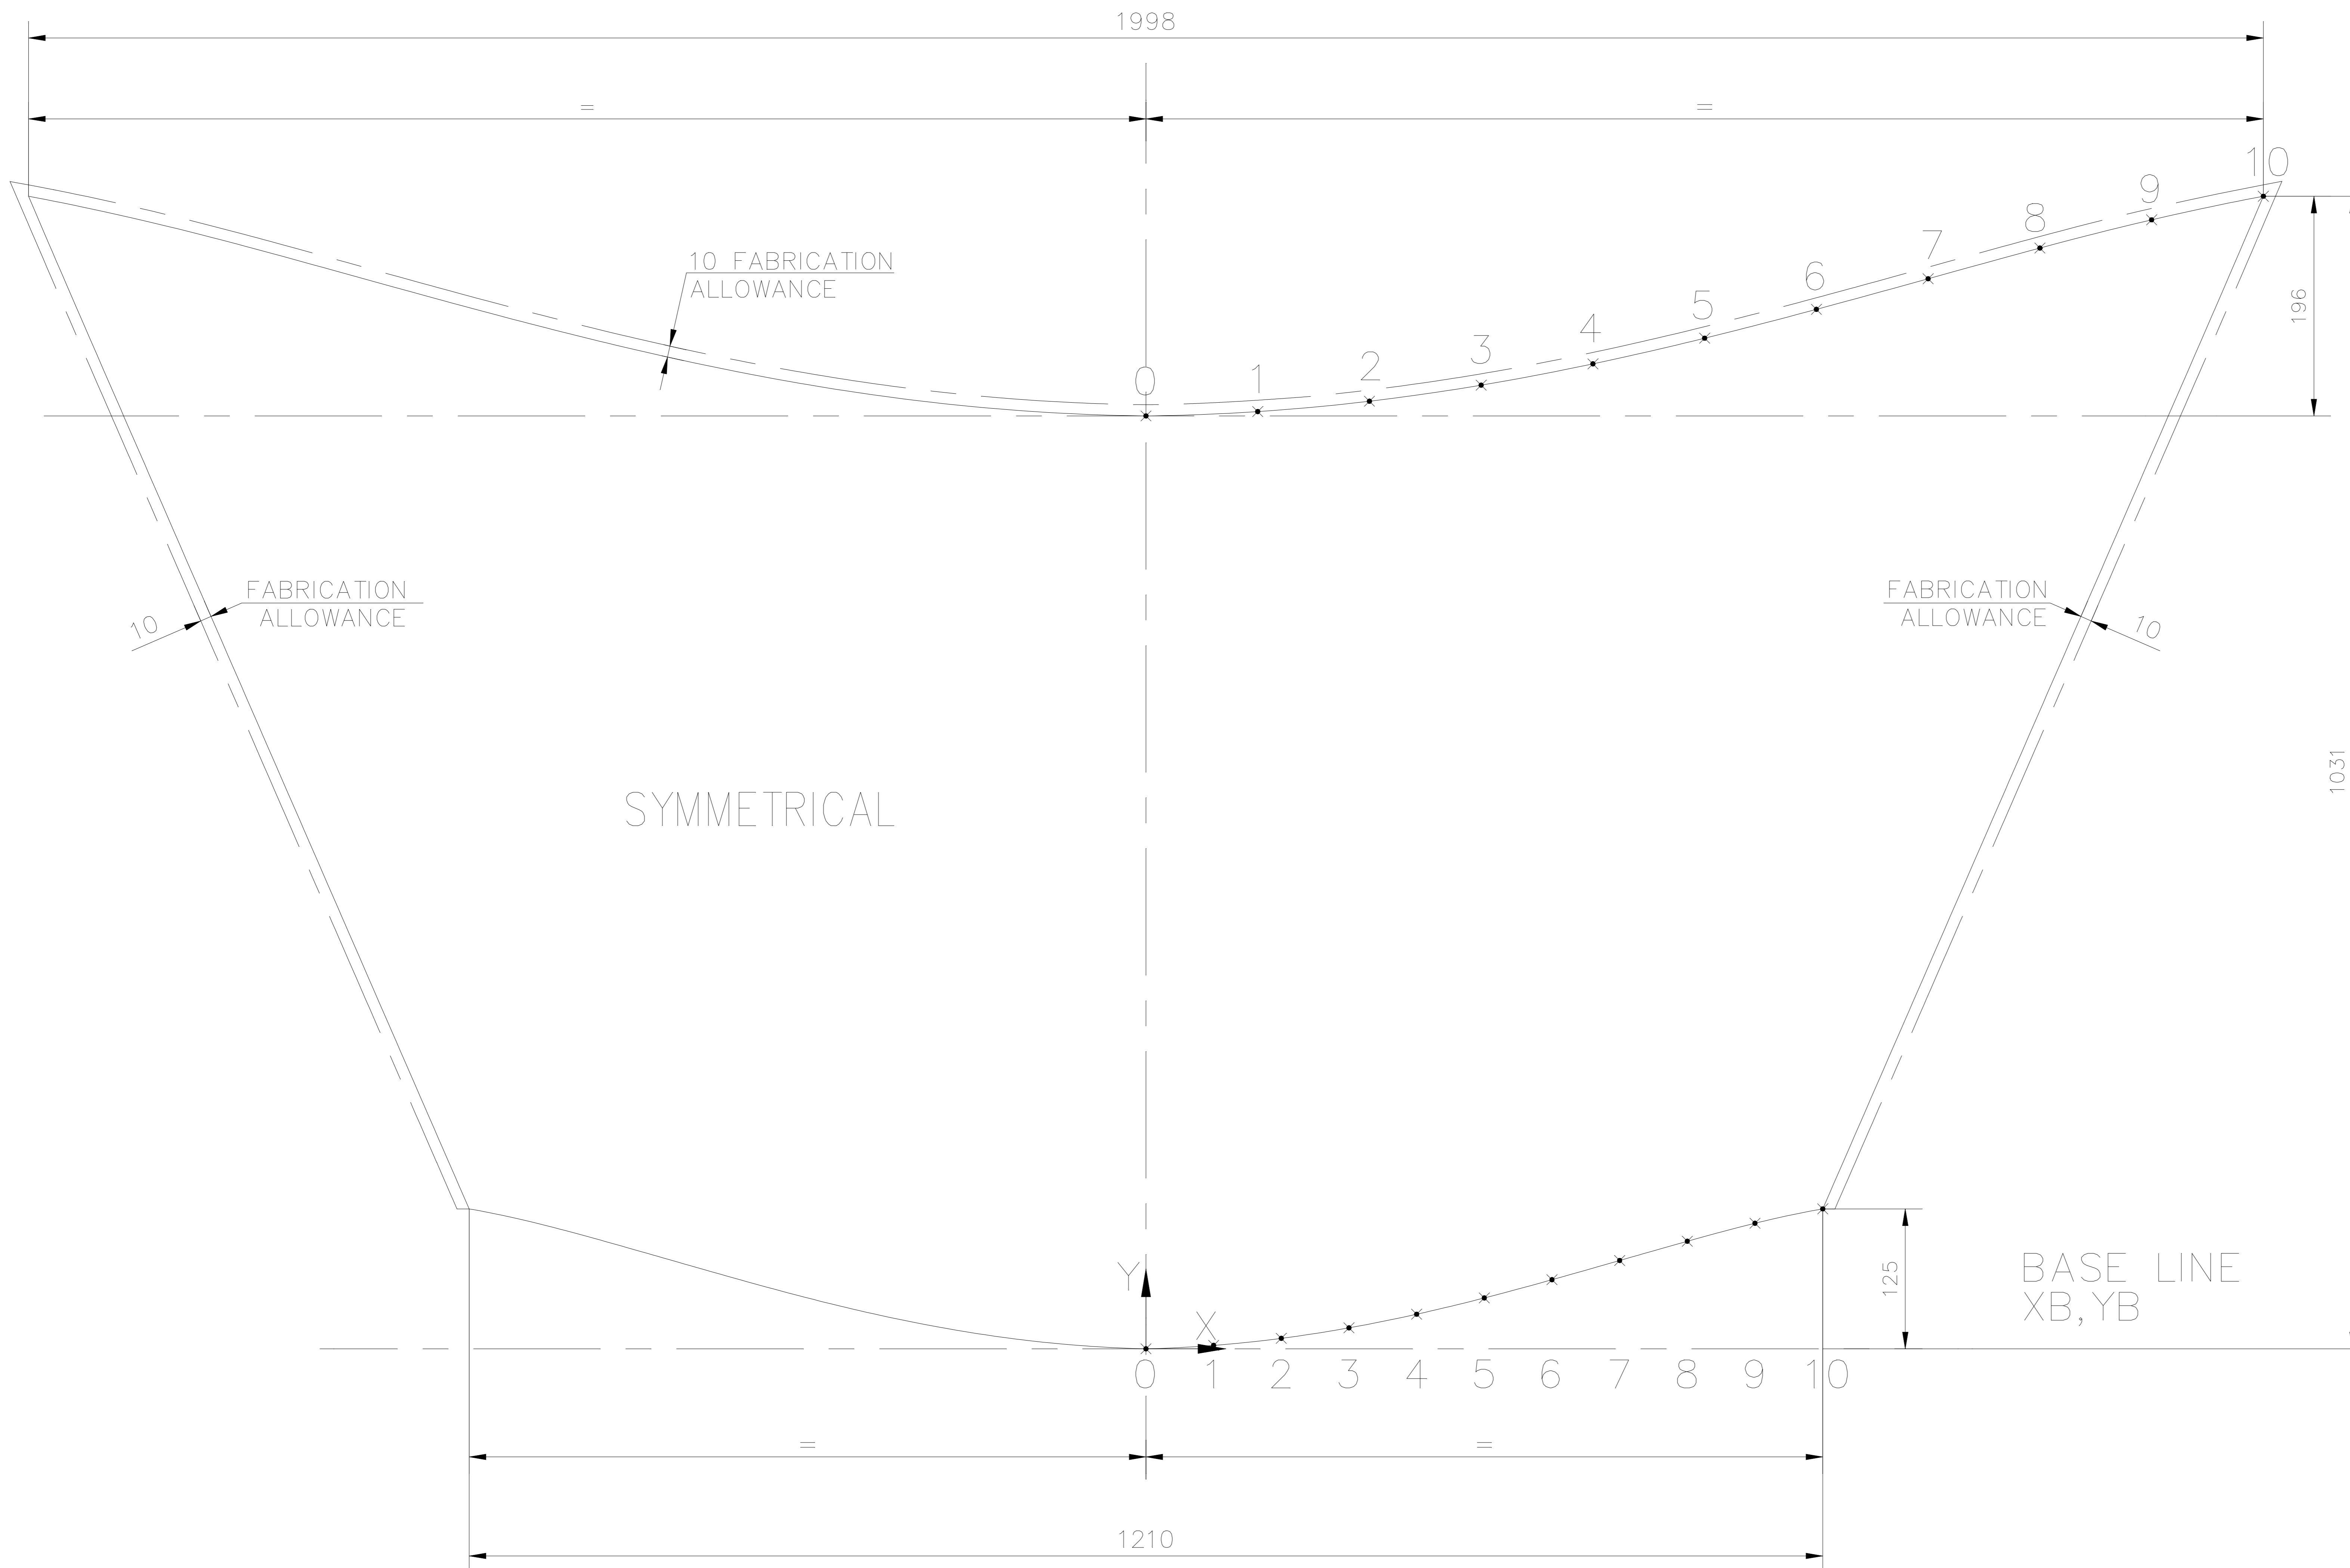 1998
=
=
10
9
8
7
6
5
4
3
2
1
0
10 FABRICATION
ALLOWANCE
196
FABRICATION
ALLOWANCE
10
FABRICATION
ALLOWANCE
10
1031
SYMMETRICAL
Y
X
125
BASE LINE
XB,YB
0 1 2 3 4 5 6 7 8 9 10
=
=
1210